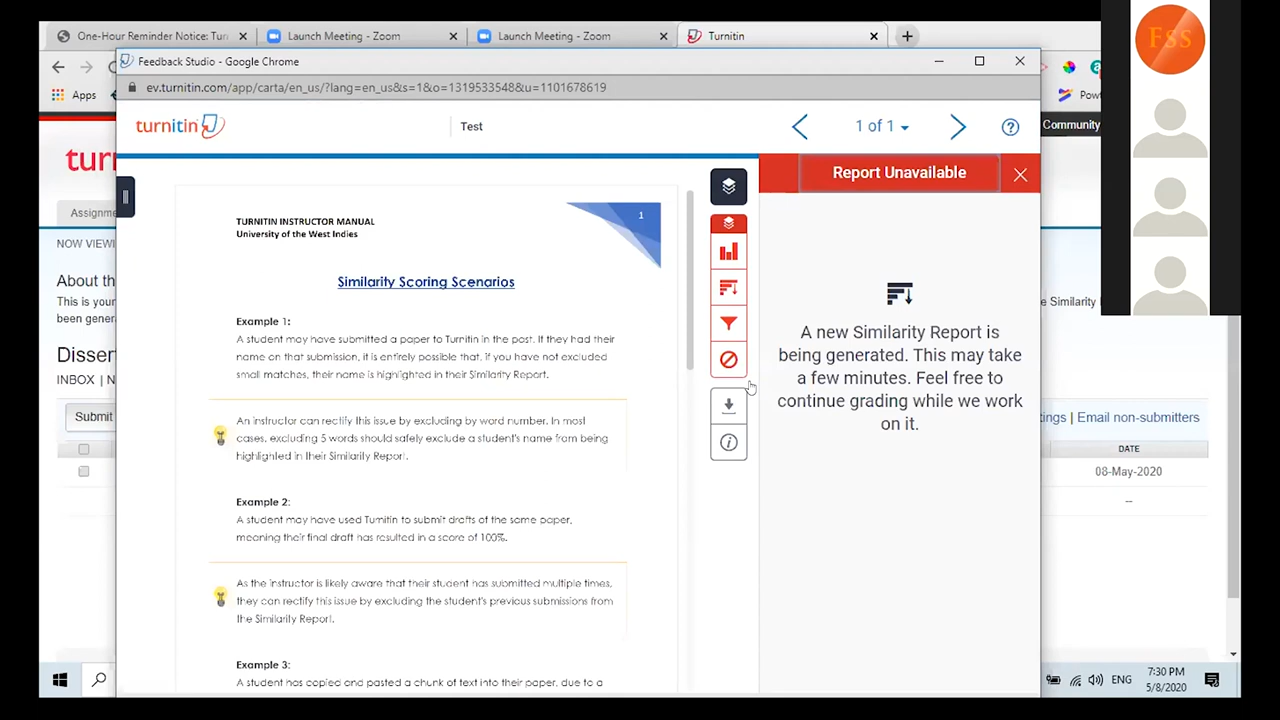 One-Hour Reminder Notice: Turn
Launch Meeting - Zoom
Launch Meeting - Zoom
Turnitin
Feedback Studio - Google Chrome
ev.turnitin.com/app/carta/en_us/?lang=en_us&s=1&o=1319533548&u=1101678619
Apps
Powt
Community
turnitin
Test
1 of 1
Fss
Report Unavailable
turn
Assignme
NOW VIEWI
About th
This is your
been gener
e Similarity
Dissert
INBOX | N
Submit
tings | Email non-submitters
DATE
08-May-2020
--
TURNITIN INSTRUCTOR MANUAL
University of the West Indies
1
Similarity Scoring Scenarios
Example 1:
A student may have submitted a paper to Turnitin in the past. If they had their
name on that submission, it is entirely possible that, if you have not excluded
small matches, their name is highlighted in their Similarity Report.
An instructor can rectify this issue by excluding by word number. In most
cases, excluding 5 words should safely exclude a student's name from being
highlighted in their Similarity Report.
Example 2:
A student may have used Turnitin to submit drafts of the same paper,
meaning their final draft has resulted in a score of 100%.
As the instructor is likely aware that their student has submitted multiple times,
they can rectify this issue by excluding the student's previous submissions from
the Similarity Report.
Example 3:
A student has copied and pasted a chunk of text into their paper, due to a
A new Similarity Report is
being generated. This may take
a few minutes. Feel free to
continue grading while we work
on it.
ENG
7:30 PM
5/8/2020